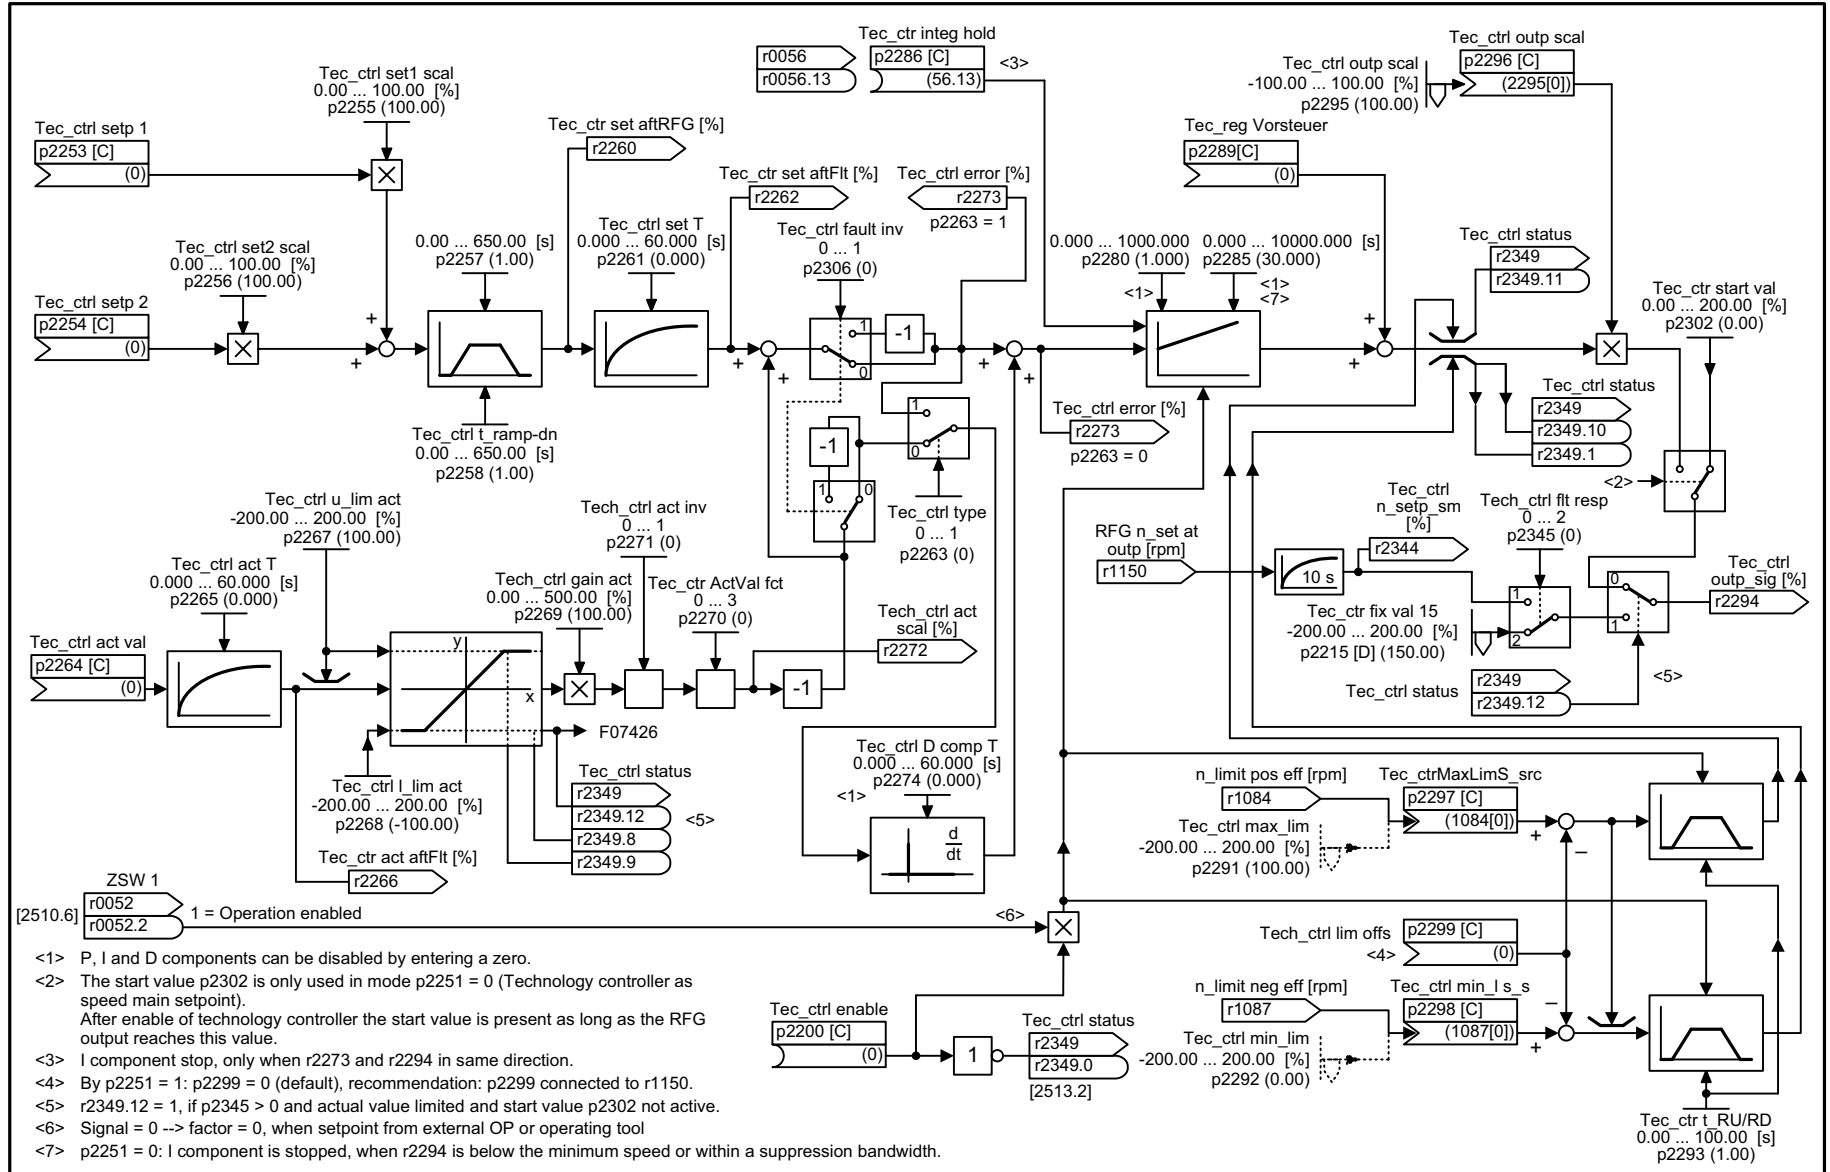 Tec_ctr integ hold
r0056
r0056.13
p2286 [C]
(56.13)
<3>
Tec_ctrl outp scal
-100.00 ... 100.00 [%]
p2295 (100.00)
Tec_ctrl outp scal
p2296 [C]
(2295[0])
Tec_ctrl set1 scal
0.00 ... 100.00 [%]
p2255 (100.00)
Tec_ctrl setp 1
p2253 [C]
(0)
Tec_ctr set aftRFG [%]
r2260
Tec_reg Vorsteuer
p2289[C]
(0)
Tec_ctr set aftFlt [%]
r2262
Tec_ctrl error [%]
r2273
p2263 = 1
Tec_ctrl set2 scal
0.00 ... 100.00 [%]
p2256 (100.00)
0.00 ... 650.00 [s]
p2257 (1.00)
Tec_ctrl set T
0.000 ... 60.000 [s]
p2261 (0.000)
Tec_ctrl fault inv
0 ... 1
p2306 (0)
0.000 ... 1000.000
p2280 (1.000)
<1>
0.000 ... 10000.000 [s]
p2285 (30.000)
<1>
<7>
Tec_ctrl status
r2349
r2349.11
Tec_ctr start val
0.00 ... 200.00 [%]
p2302 (0.00)
Tec_ctrl setp 2
p2254 [C]
(0)
+
+
+
+
1
0
-1
+
+
+
+
Tec_ctrl t_ramp-dn
0.00 ... 650.00 [s]
p2258 (1.00)
-1
1
0
1
0
Tec_ctrl type
0 ... 1
p2263 (0)
Tec_ctrl error [%]
r2273
p2263 = 0
Tec_ctrl status
r2349
r2349.10
r2349.1
<2>
Tec_ctrl u_lim act
-200.00 ... 200.00 [%]
p2267 (100.00)
Tec_ctrl act T
0.000 ... 60.000 [s]
p2265 (0.000)
Tec_ctrl act val
p2264 [C]
(0)
Tech_ctrl act inv
0 ... 1
p2271 (0)
Tech_ctrl gain act
0.00 ... 500.00 [%]
p2269 (100.00)
Tec_ctr ActVal fct
0 ... 3
p2270 (0)
Tech_ctrl act
scal [%]
r2272
y
x
-1
F07426
RFG n_set at
outp [rpm]
r1150
10 s
Tec_ctrl
n_setp_sm
[%]
r2344
Tech_ctrl flt resp
0 ... 2
p2345 (0)
1
2
0
1
Tec_ctrl
outp_sig [%]
r2294
Tec_ctr fix val 15
-200.00 ... 200.00 [%]
p2215 [D] (150.00)
Tec_ctrl status
r2349
r2349.12
<5>
Tec_ctrl l_lim act
-200.00 ... 200.00 [%]
p2268 (-100.00)
Tec_ctr act aftFlt [%]
r2266
Tec_ctrl status
r2349
r2349.12
r2349.8
r2349.9
<5>
Tec_ctrl D comp T
0.000 ... 60.000 [s]
p2274 (0.000)
<1>
d
dt
n_limit pos eff [rpm]
r1084
Tec_ctrl max_lim
-200.00 ... 200.00 [%]
p2291 (100.00)
Tec_ctrMaxLimS_src
p2297 [C]
(1084[0])
+
–
ZSW 1
[2510.6]
r0052
r0052.2
1 = Operation enabled
<6>
Tech_ctrl lim offs
<4>
p2299 [C]
(0)
n_limit neg eff [rpm]
r1087
Tec_ctrl min_lim
-200.00 ... 200.00 [%]
p2292 (0.00)
Tec_ctrl min_l s_s
p2298 [C]
(1087[0])
–
+
Tec_ctrl enable
p2200 [C]
(0)
1
Tec_ctrl status
r2349
r2349.0
[2513.2]
Tec_ctr t_RU/RD
0.00 ... 100.00 [s]
p2293 (1.00)
<1> P, I and D components can be disabled by entering a zero.
<2> The start value p2302 is only used in mode p2251 = 0 (Technology controller as
speed main setpoint).
After enable of technology controller the start value is present as long as the RFG
output reaches this value.
<3> I component stop, only when r2273 and r2294 in same direction.
<4> By p2251 = 1: p2299 = 0 (default), recommendation: p2299 connected to r1150.
<5> r2349.12 = 1, if p2345 > 0 and actual value limited and start value p2302 not active.
<6> Signal = 0 --> factor = 0, when setpoint from external OP or operating tool
<7> p2251 = 0: I component is stopped, when r2294 is below the minimum speed or within a suppression bandwidth.